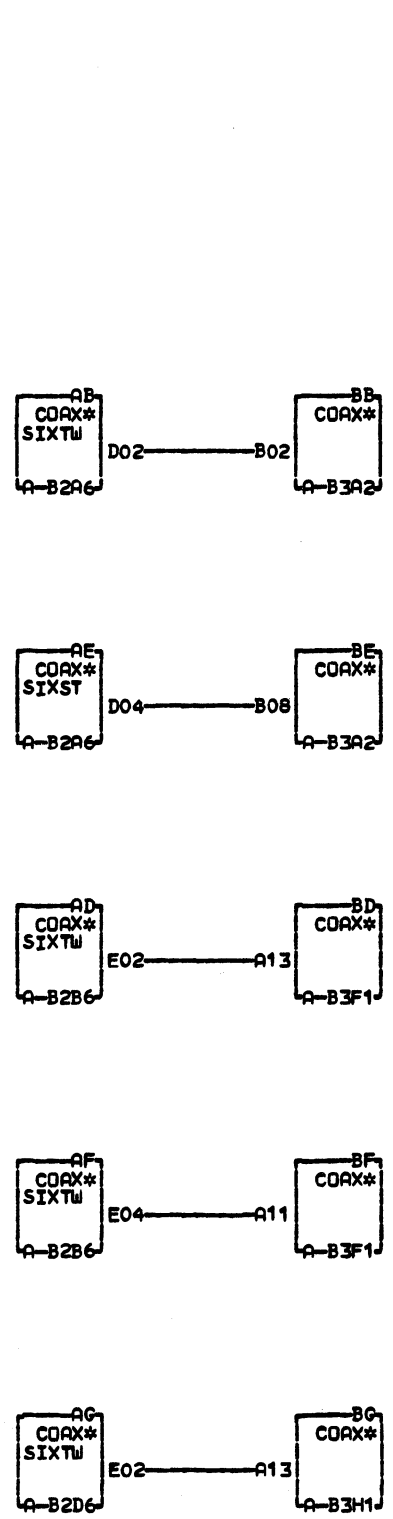 AB BB
COAX* COAX*
SIXTW
D02 B02
A-B2A6 A-B3A2
AE BE
COAX* COAX*
SIXST
D04 B08
A-B2A6 A-B3A2
AD BD
COAX* COAX*
SIXTW
E02 A13
A-B2B6 A-B3F1
AF BF
COAX* COAX*
SIXTW
E04 A11
A-B2B6 A-B3F1
AG BG
COAX* COAX*
SIXTW
E02 A13
A-B2D6 A-B3H1